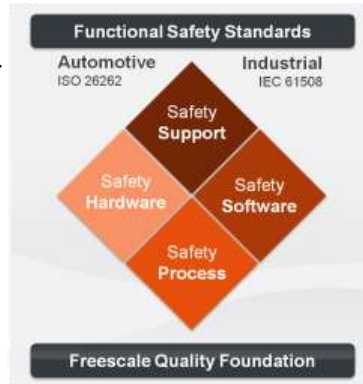 Functional Safety Standards
Automotive Industrial
ISO 26262 IEC 61508
Safety
Support
Safety Safety
Hardware Software
Safety
Process
Freescale Quality Foundation